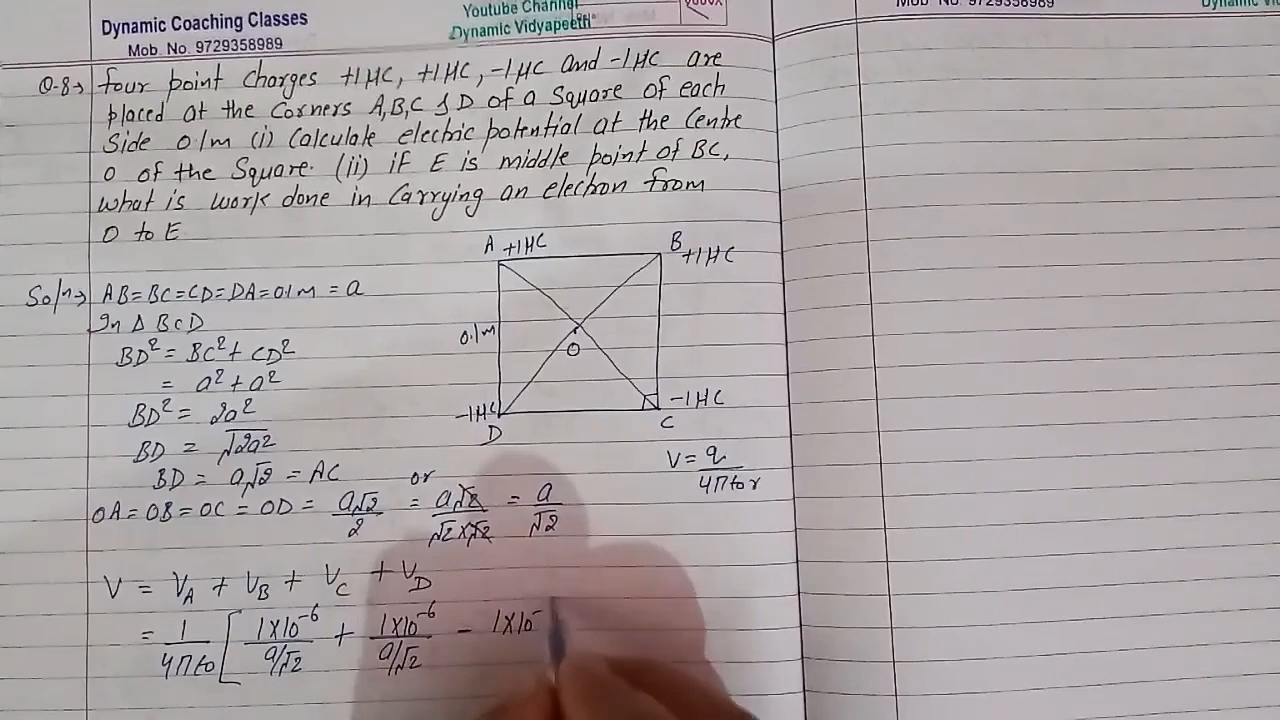 Dynamic Coaching Classes
Mob. No. 9729358989
Youtube Channel
Dynamic Vidyapeeth
Mob No. 9729358989
Q.8→ four point charges +1μC, +1μC, -1μC and -1μC are
placed at the corners A,B,C & D of a square of each
Side 0.1m (i) Calculate electric potential at the Centre
O of the Square. (ii) if E is middle point of BC,
what is work done in Carrying an electron from
O to E
Soln→ AB=BC=CD=DA=0.1m = a
In Δ BCD
BD² = BC² + CD²
= a² + a²
BD² = 2a²
BD = √2a²
BD = a√2 = AC
OA = OB = OC = OD = a√2/2 or = a√2/√2×√2 = a/√2
V = V_A + V_B + V_C + V_D
= 1/4πε₀ [ 1×10⁻⁶/a/√2 + 1×10⁻⁶/a/√2 - 1×10⁻
A +1μC
B +1μC
0.1m
O
-1μC D
-1μC C
V = q/4πε₀r